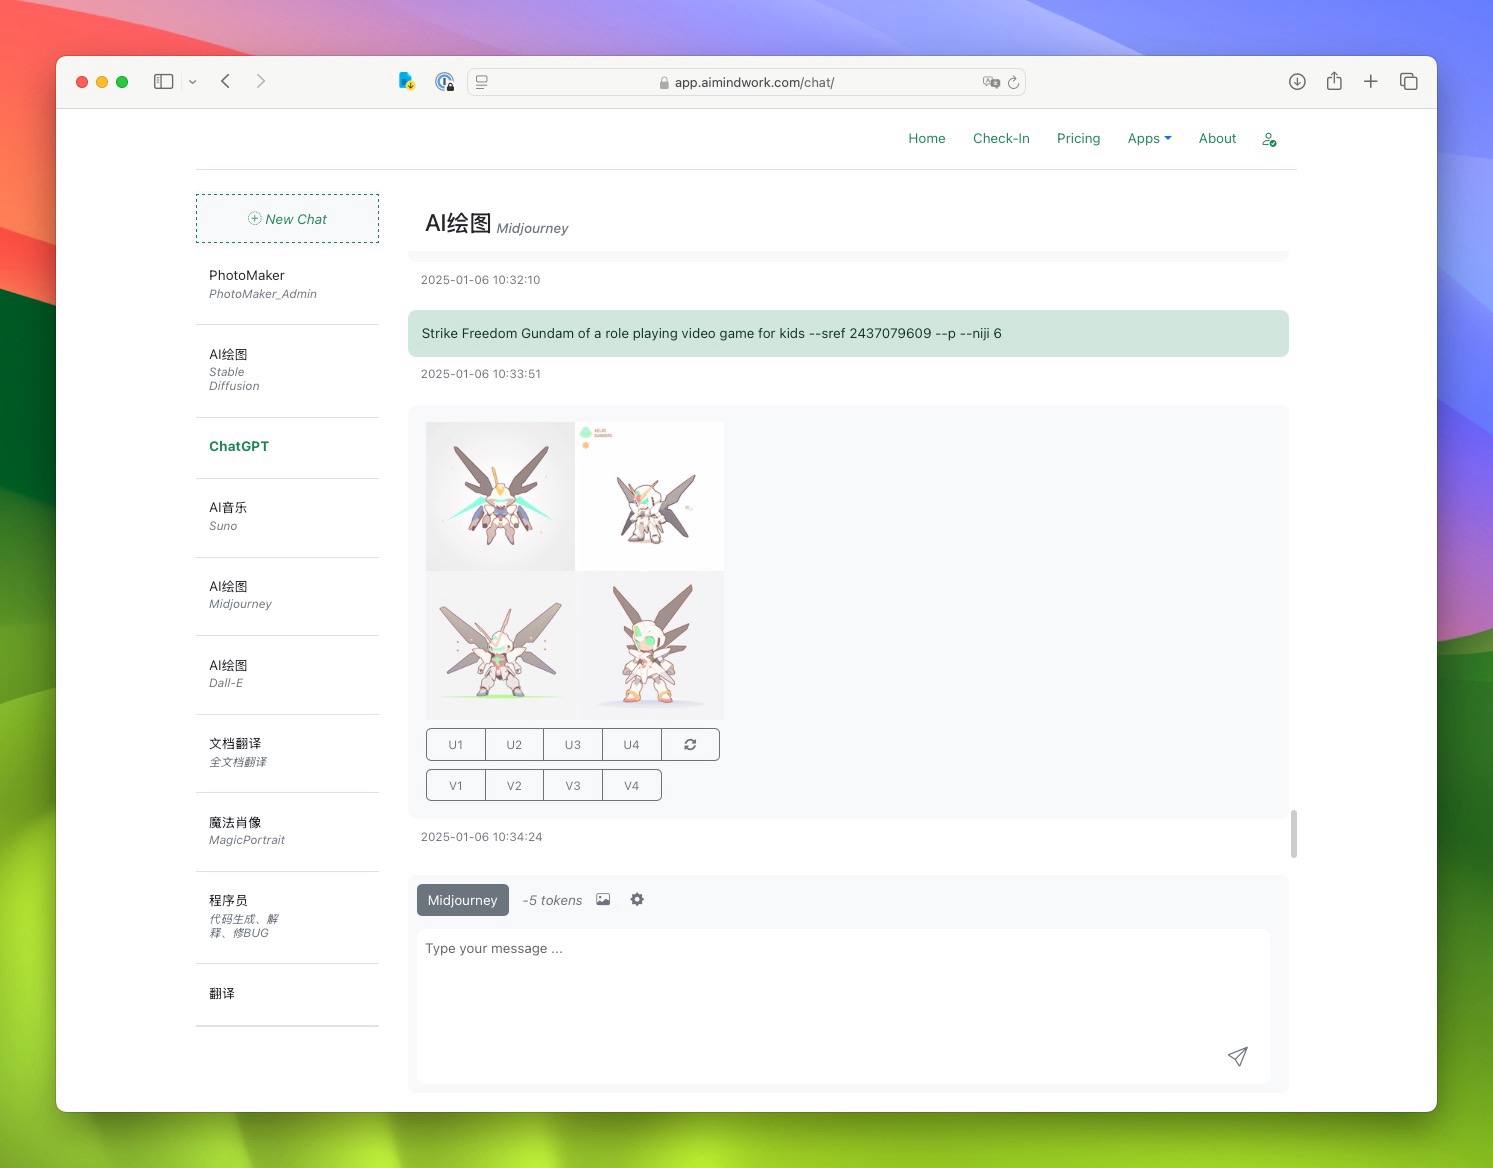 app.aimindwork.com/chat/
Home Check-In Pricing Apps About
New Chat
PhotoMaker
PhotoMaker_Admin
AI绘图
Stable
Diffusion
ChatGPT
AI音乐
Suno
AI绘图
Midjourney
AI绘图
Dall-E
文档翻译
全文档翻译
魔法肖像
MagicPortrait
程序员
代码生成、解
释、修BUG
翻译
AI绘图 Midjourney
2025-01-06 10:32:10
Strike Freedom Gundam of a role playing video game for kids --sref 2437079609 --p --niji 6
2025-01-06 10:33:51
U1 U2 U3 U4
V1 V2 V3 V4
2025-01-06 10:34:24
Midjourney -5 tokens
Type your message ...